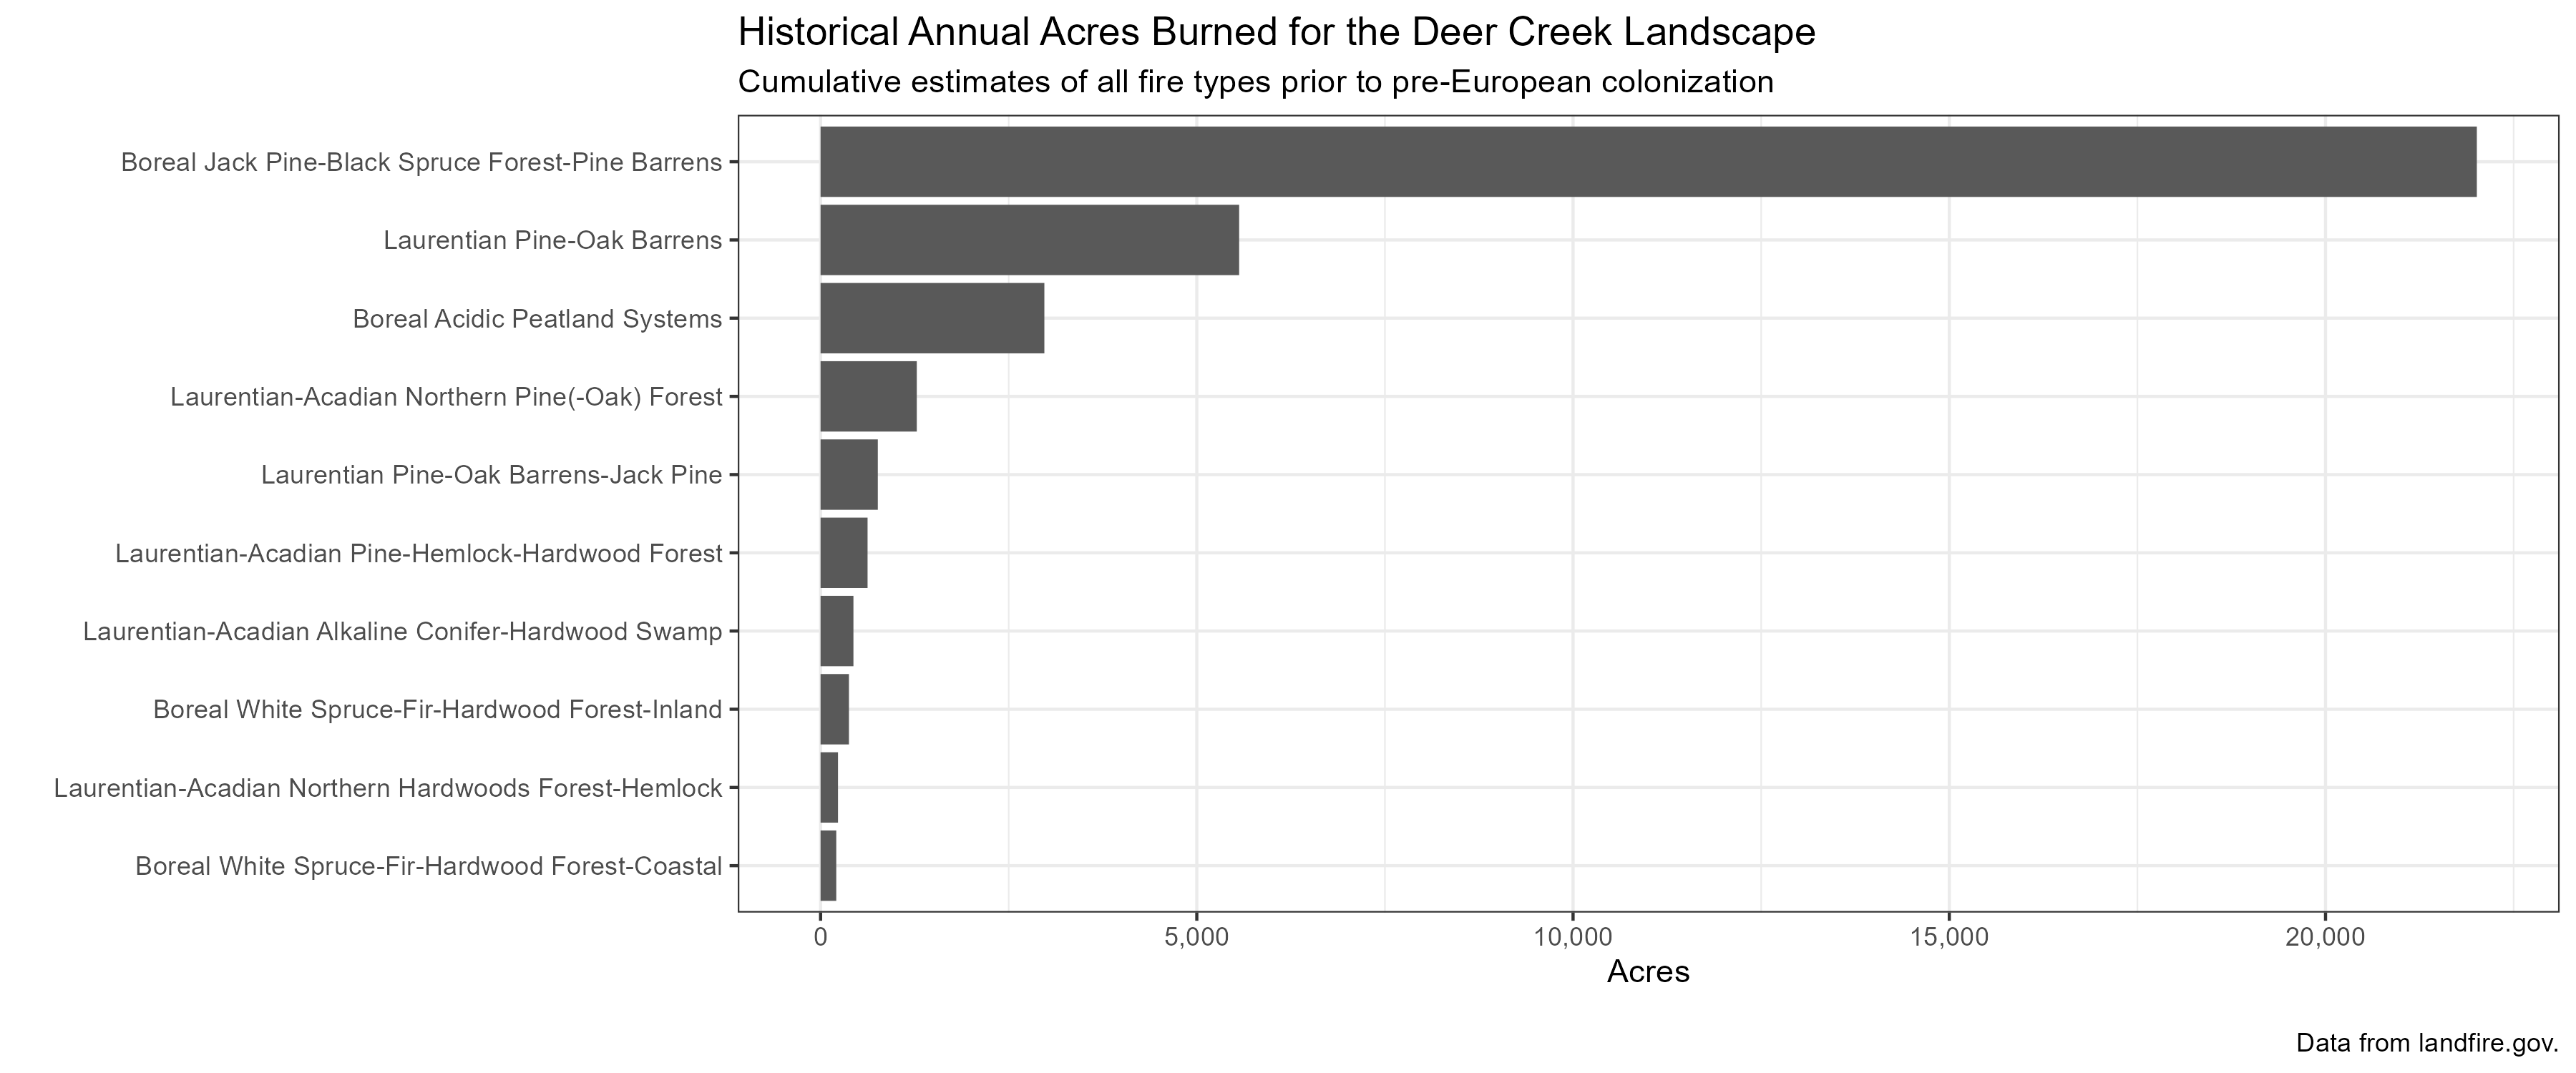 Historical Annual Acres Burned for the Deer Creek Landscape
Cumulative estimates of all fire types prior to pre-European colonization
Boreal Jack Pine-Black Spruce Forest-Pine Barrens
Laurentian Pine-Oak Barrens
Boreal Acidic Peatland Systems
Laurentian-Acadian Northern Pine(-Oak) Forest
Laurentian Pine-Oak Barrens-Jack Pine
Laurentian-Acadian Pine-Hemlock-Hardwood Forest
Laurentian-Acadian Alkaline Conifer-Hardwood Swamp
Boreal White Spruce-Fir-Hardwood Forest-Inland
Laurentian-Acadian Northern Hardwoods Forest-Hemlock
Boreal White Spruce-Fir-Hardwood Forest-Coastal
0 5,000 10,000 15,000 20,000
Acres
Data from landfire.gov.